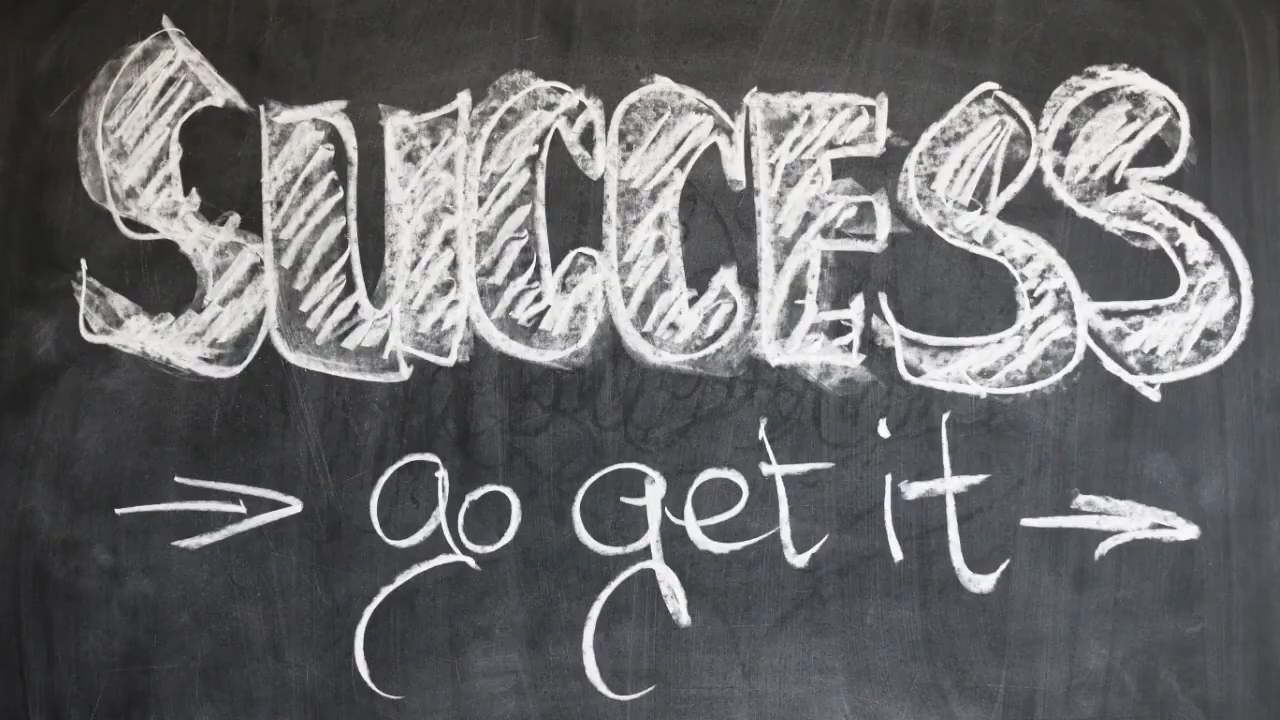 SUCCESS
→ go get it →